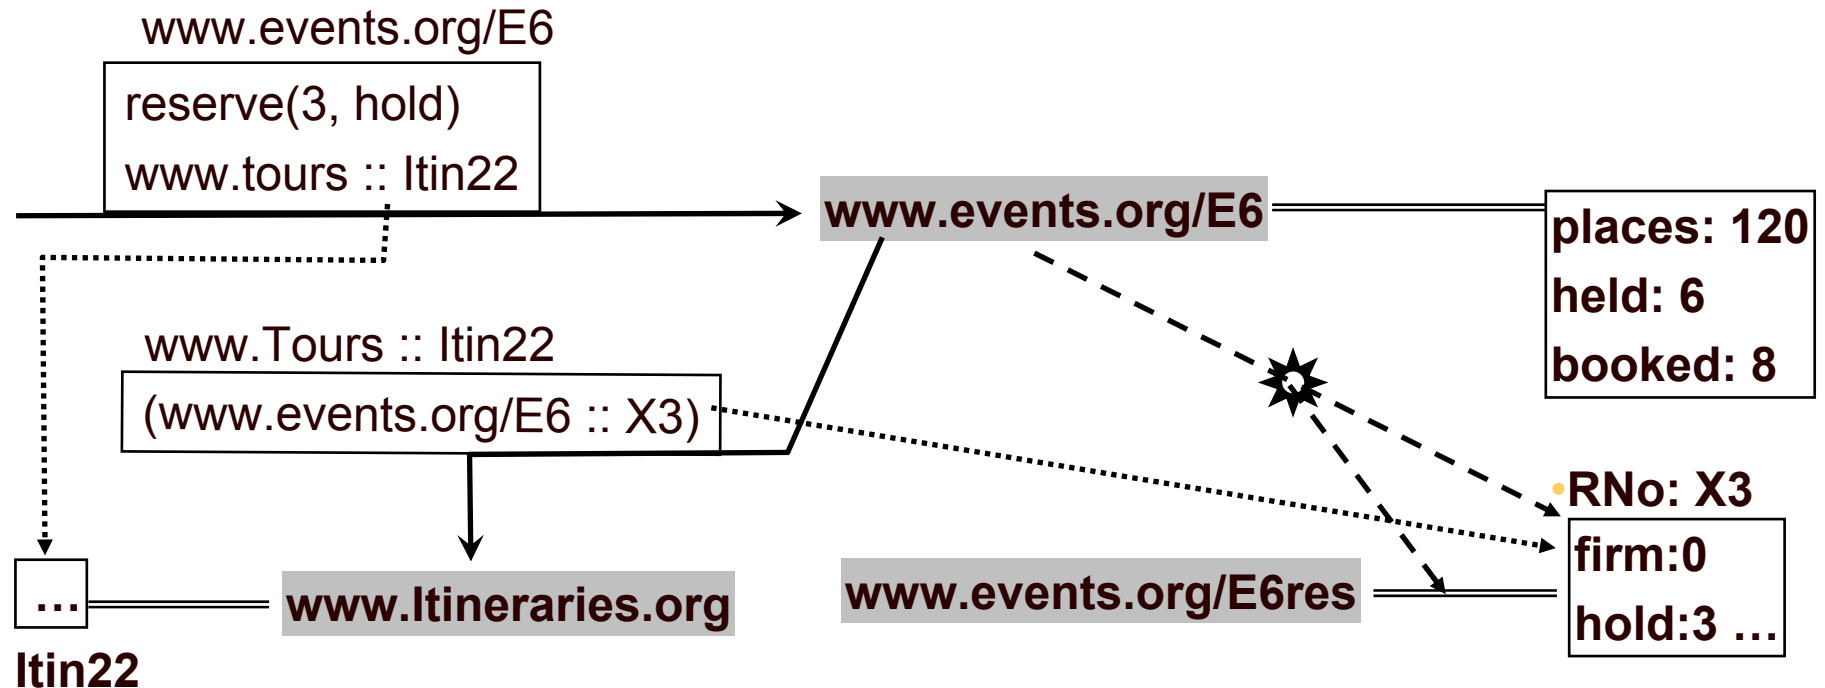 www.events.org/E6
reserve(3, hold)
www.tours :: Itin22
www.events.org/E6
places: 120
held: 6
booked: 8
www.Tours :: Itin22
(www.events.org/E6 :: X3)
•RNo: X3
firm:0
hold:3 …
…
www.Itineraries.org
www.events.org/E6res
Itin22